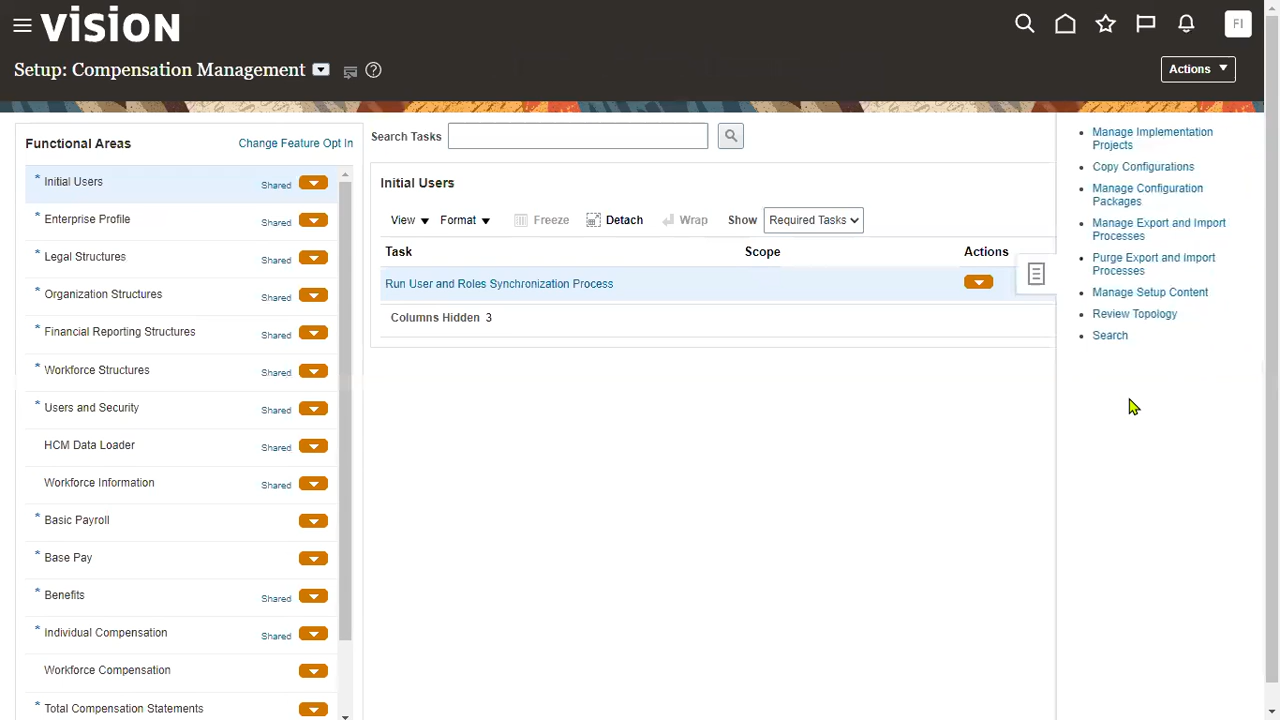 VISION
FI
Setup: Compensation Management
Actions
Functional Areas
Change Feature Opt In
* Initial Users
Shared
* Enterprise Profile
Shared
* Legal Structures
Shared
* Organization Structures
Shared
* Financial Reporting Structures
Shared
* Workforce Structures
Shared
* Users and Security
Shared
HCM Data Loader
Shared
Workforce Information
Shared
* Basic Payroll
* Base Pay
* Benefits
Shared
* Individual Compensation
Shared
Workforce Compensation
* Total Compensation Statements
Search Tasks
Initial Users
View
Format
Freeze
Detach
Wrap
Show
Required Tasks
Task
Scope
Actions
Run User and Roles Synchronization Process
Columns Hidden 3
• Manage Implementation
Projects
• Copy Configurations
• Manage Configuration
Packages
• Manage Export and Import
Processes
• Purge Export and Import
Processes
• Manage Setup Content
• Review Topology
• Search